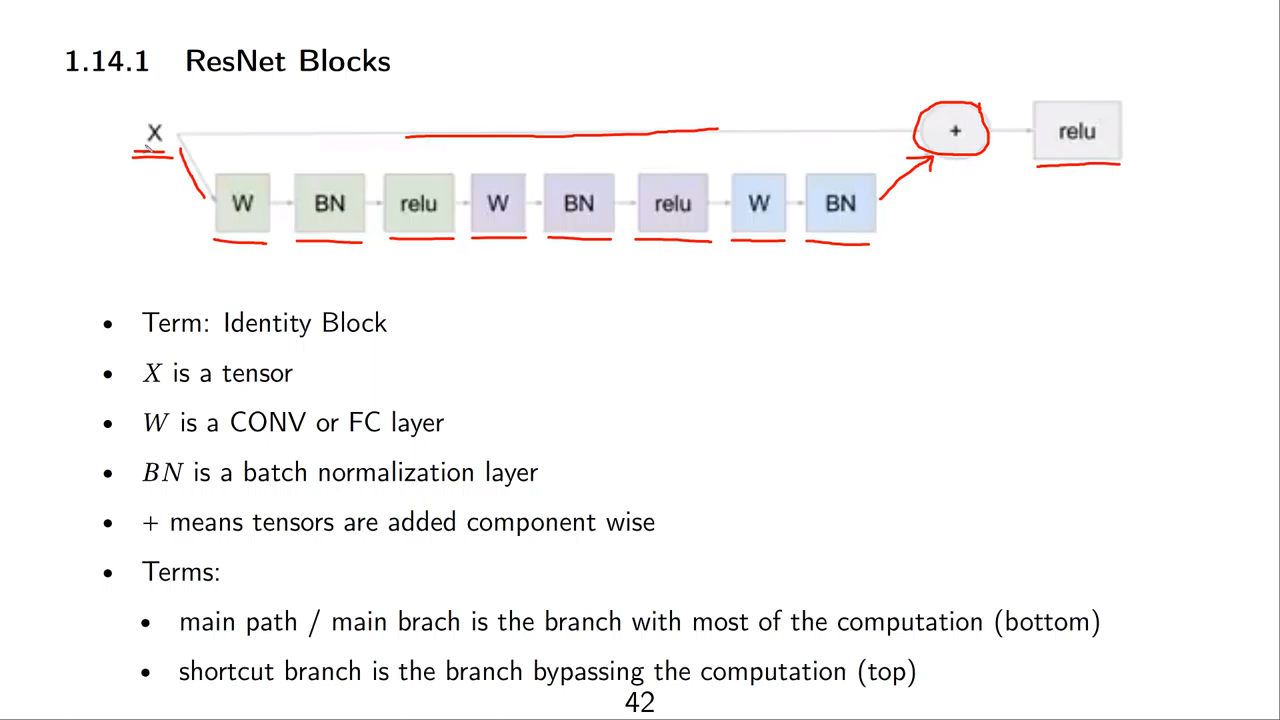 1.14.1 ResNet Blocks
X + relu
W BN relu W BN relu W BN
• Term: Identity Block
• X is a tensor
• W is a CONV or FC layer
• BN is a batch normalization layer
• + means tensors are added component wise
• Terms:
• main path / main brach is the branch with most of the computation (bottom)
• shortcut branch is the branch bypassing the computation (top)
42